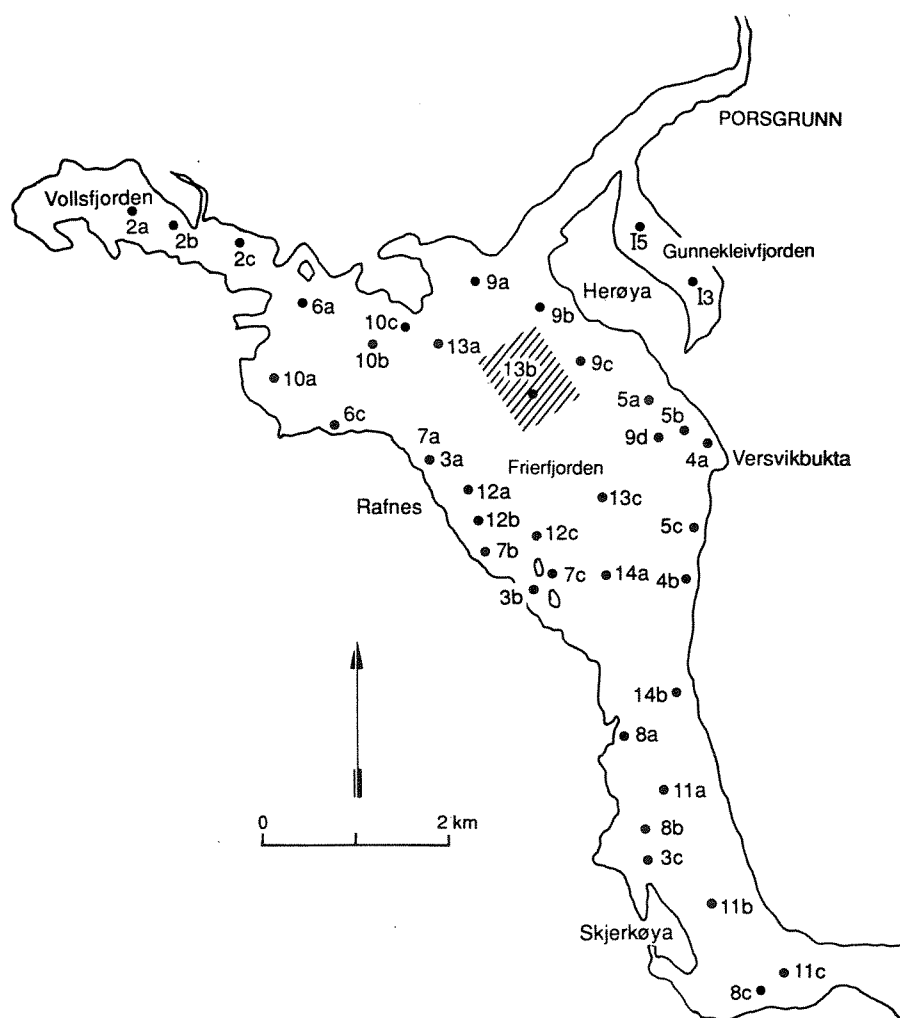 PORSGRUNN
Vollsfjorden
2a
2b
2c
I5
Gunnekleivfjorden
I3
Herøya
9a
6a
9b
10c
10b
13a
13b
9c
10a
5a
6c
5b
9d
4a
7a
3a
Frierfjorden
Versvikbukta
12a
13c
Rafnes
12b
12c
5c
7b
7c
14a
4b
3b
14b
8a
11a
0
2 km
8b
3c
11b
Skjerkøya
11c
8c